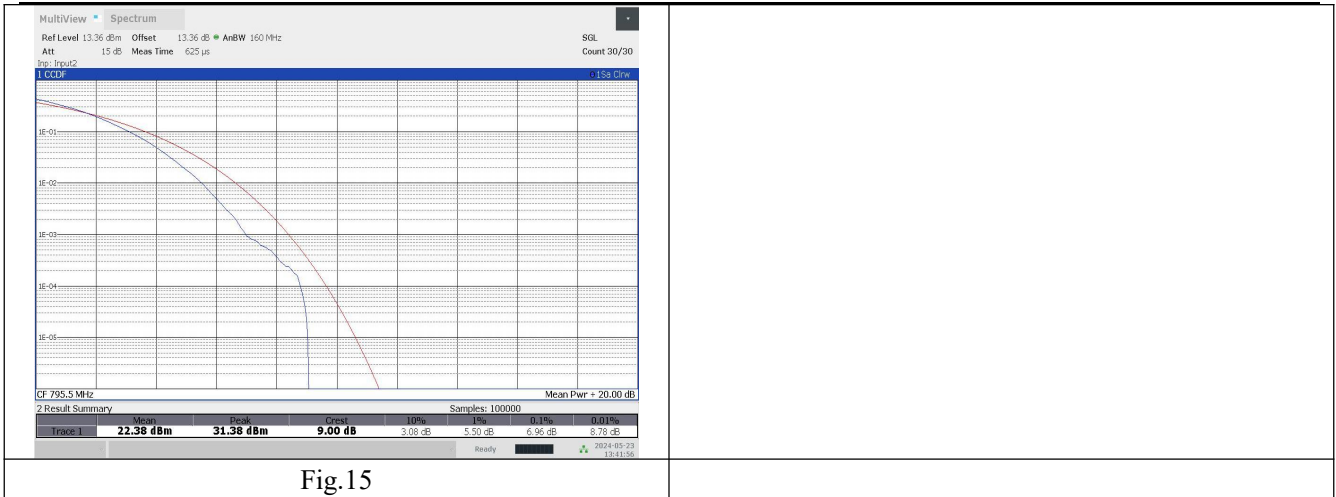 MultiView Spectrum
Ref Level 13.36 dBm Offset 13.36 dB AnBW 160 MHz SGL
Att 15 dB Meas Time 625 µs Count 30/30
Inp: Input2
1 CCDF 1Sa Clrw
1E-01
1E-02
1E-03
1E-04
1E-05
CF 795.5 MHz Mean Pwr + 20.00 dB
2 Result Summary Samples: 100000
Mean Peak Crest 10% 1% 0.1% 0.01%
Trace 1 22.38 dBm 31.38 dBm 9.00 dB 3.08 dB 5.50 dB 6.96 dB 8.78 dB
Ready 2024-05-23
13:41:56
Fig.15